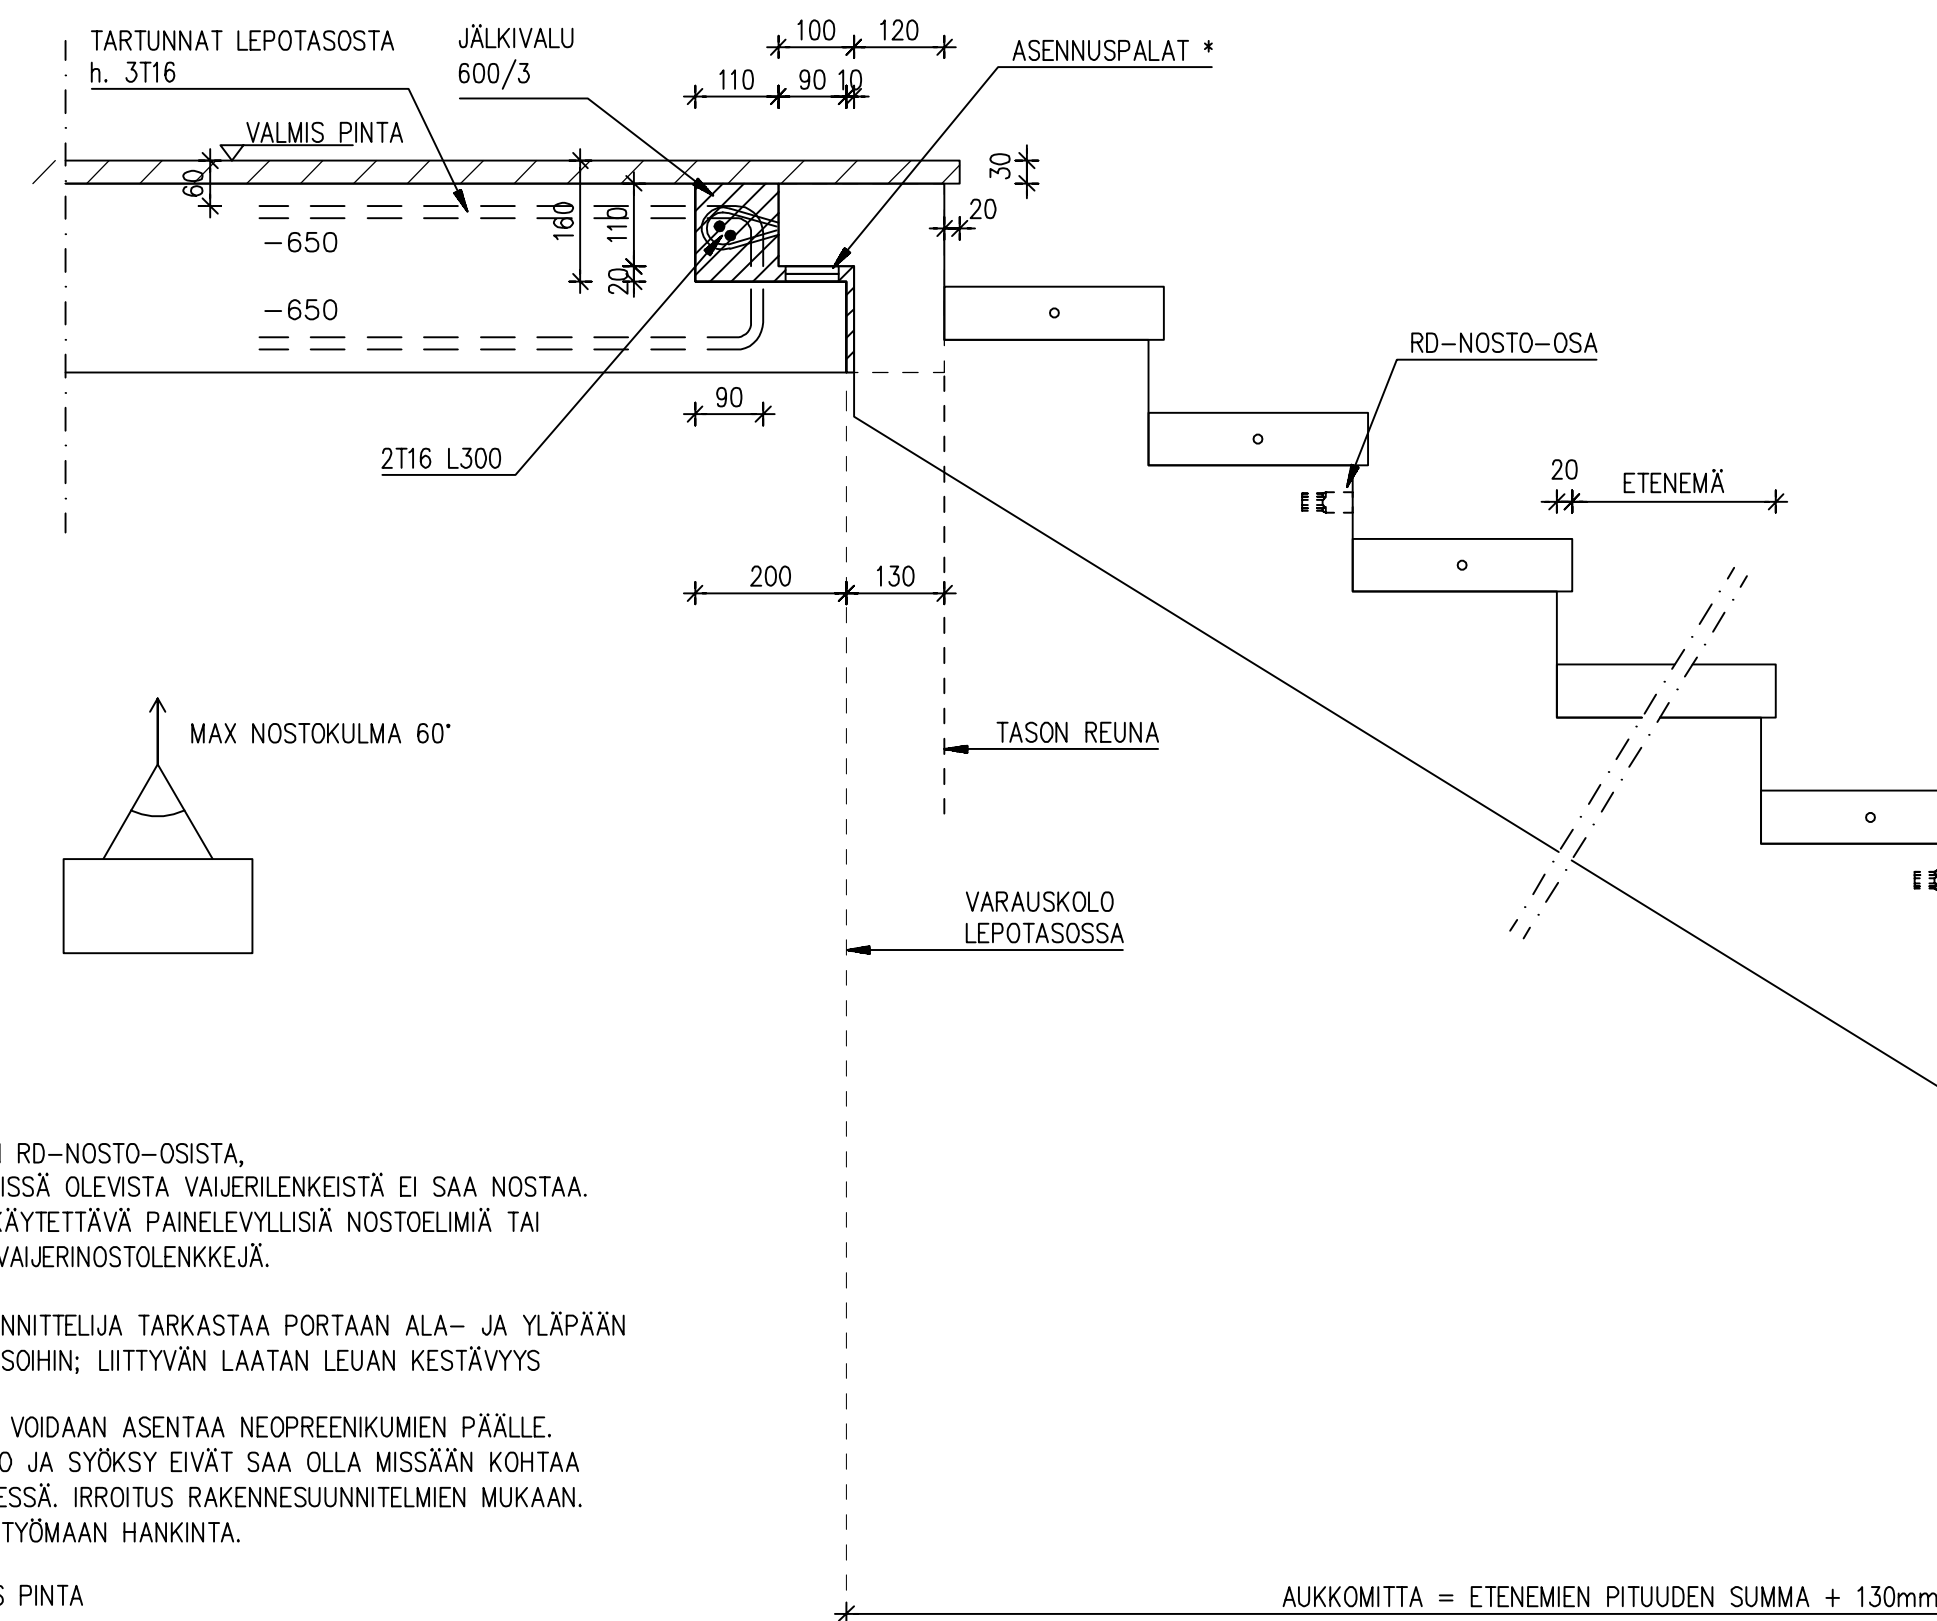 TARTUNNAT LEPOTASOSTA
h. 3T16
JÄLKIVALU
600/3
100
120
110
90
10
ASENNUSPALAT *
VALMIS PINTA
60
160
110
20
30
20
-650
-650
90
2T16 L300
RD-NOSTO-OSA
20
ETENEMÄ
200
130
MAX NOSTOKULMA 60°
TASON REUNA
VARAUSKOLO
LEPOTASOSSA
RD-NOSTO-OSISTA,
ISSÄ OLEVISTA VAIJERILENKEISTÄ EI SAA NOSTAA.
KÄYTETTÄVÄ PAINELEVYLLISIÄ NOSTOELIMIÄ TAI
VAIJERINOSTOLENKKEJÄ.
NNITTELIJA TARKASTAA PORTAAN ALA- JA YLÄPÄÄN
SOIHIN; LIITTYVÄN LAATAN LEUAN KESTÄVYYS
VOIDAAN ASENTAA NEOPREENIKUMIEN PÄÄLLE.
O JA SYÖKSY EIVÄT SAA OLLA MISSÄÄN KOHTAA
ESSÄ. IRROITUS RAKENNESUUNNITELMIEN MUKAAN.
TYÖMAAN HANKINTA.
S PINTA
AUKKOMITTA = ETENEMIEN PITUUDEN SUMMA + 130mm